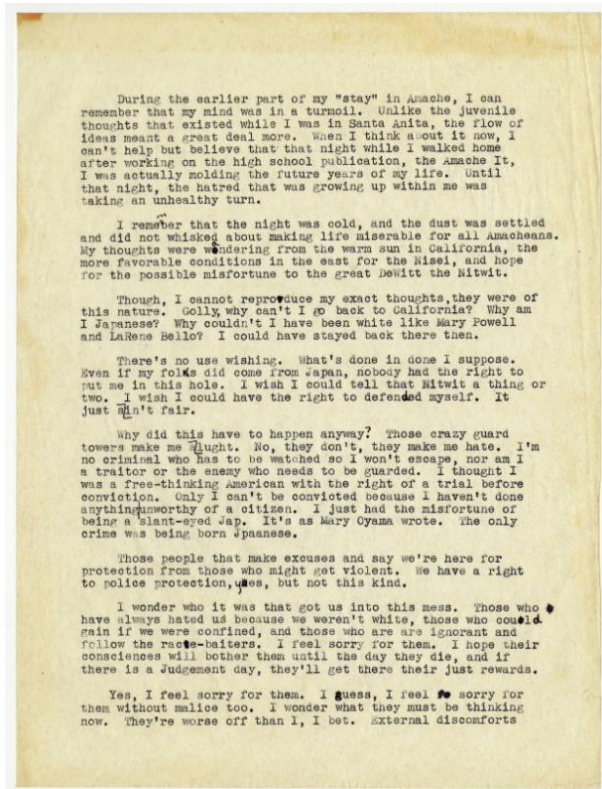 During the earlier part of my "stay" in Amache, I can
remember that my mind was in a turmoil. Unlike the juvenile
thoughts that existed while I was in Santa Anita, the flow of
ideas meant a great deal more. When I think about it now, I
can't help but believe that that night while I walked home
after working on the high school publication, the Amache It,
I was actually molding the future years of my life. Until
that night, the hatred that was growing up within me was
taking an unhealthy turn.
I remember that the night was cold, and the dust was settled
and did not whisked about making life miserable for all Amacheans.
My thoughts were wondering from the warm sun in California, the
more favorable conditions in the east for the Nisei, and hope
for the possible misfortune to the great DeWitt the Nitwit.
Though, I cannot reproduce my exact thoughts,they were of
this nature. Golly, why can't I go back to California? Why am
I Japanese? Why couldn't I have been white like Mary Powell
and LaRene Bello? I could have stayed back there then.
There's no use wishing. What's done in done I suppose.
Even if my folks did come from Japan, nobody had the right to
put me in this hole. I wish I could tell that Nitwit a thing or
two. I wish I could have the right to defend myself. It
just ain't fair.
Why did this have to happen anyway? Those crazy guard
towers make me lught. No, they don't, they make me hate. I'm
no criminal who has to be watched so I won't escape, nor am I
a traitor or the enemy who needs to be guarded. I thought I
was a free-thinking American with the right of a trial before
conviction. Only I can't be convicted because I haven't done
anything unworthy of a citizen. I just had the misfortune of
being a slant-eyed Jap. It's as Mary Oyama wrote. The only
crime was being born Jpaanese.
Those people that make excuses and say we're here for
protection from those who might get violent. We have a right
to police protection, yes, but not this kind.
I wonder who it was that got us into this mess. Those who
have always hated us because we weren't white, those who could
gain if we were confined, and those who are are ignorant and
follow the race-baiters. I feel sorry for them. I hope their
consciences will bother them until the day they die, and if
there is a Judgement day, they'll get there their just rewards.
Yes, I feel sorry for them. I guess, I feel sorry for
them without malice too. I wonder what they must be thinking
now. They're worse off than I, I bet. External discomforts